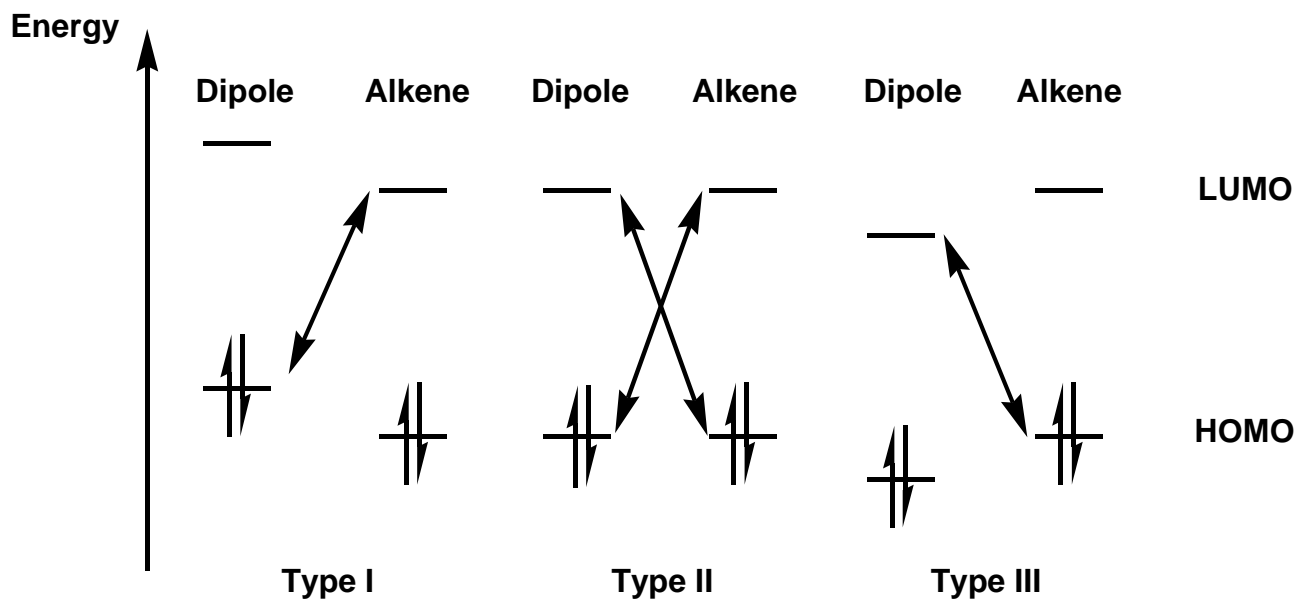 Energy
Dipole Alkene Dipole Alkene Dipole Alkene
LUMO
HOMO
Type I Type II Type III